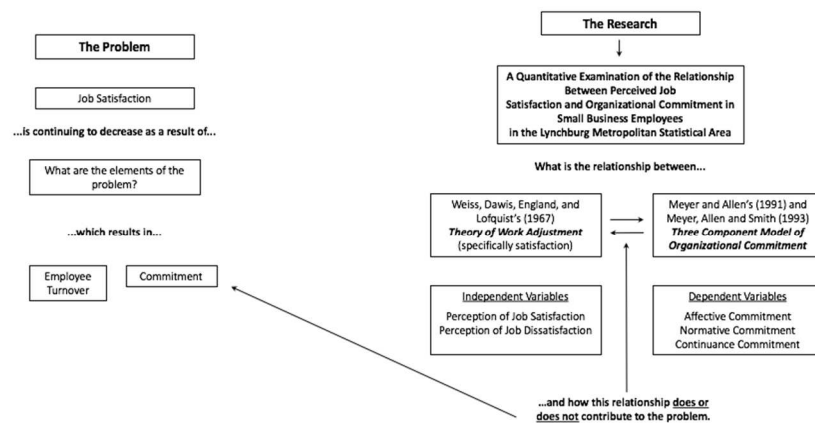 The Problem
Job Satisfaction
...is continuing to decrease as a result of...
What are the elements of the
problem?
...which results in...
Employee
Turnover
Commitment
The Research
A Quantitative Examination of the Relationship
Between Perceived Job
Satisfaction and Organizational Commitment in
Small Business Employees
in the Lynchburg Metropolitan Statistical Area
What is the relationship between...
Weiss, Dawis, England, and
Lofquist's (1967)
Theory of Work Adjustment
(specifically satisfaction)
Meyer and Allen's (1991) and
Meyer, Allen and Smith (1993)
Three Component Model of
Organizational Commitment
Independent Variables
Perception of Job Satisfaction
Perception of Job Dissatisfaction
Dependent Variables
Affective Commitment
Normative Commitment
Continuance Commitment
...and how this relationship does or
does not contribute to the problem.